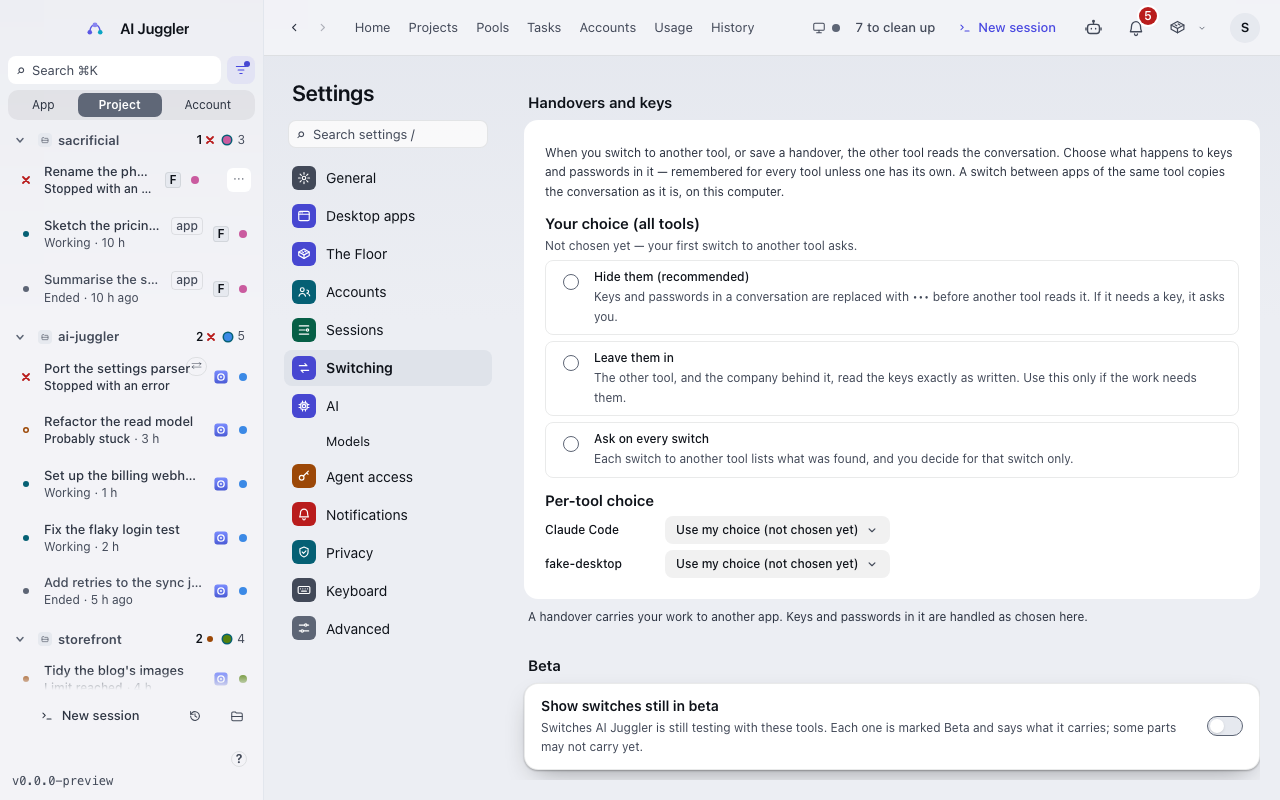 AI Juggler
Search ⌘K
App Project Account
sacrificial 1 3
Rename the ph... F
Stopped with an ...
Sketch the pricin... app F
Working · 10 h
Summarise the s... app F
Ended · 10 h ago
ai-juggler 2 5
Port the settings parser
Stopped with an error
Refactor the read model
Probably stuck · 3 h
Set up the billing webh...
Working · 1 h
Fix the flaky login test
Working · 2 h
Add retries to the sync j...
Ended · 5 h ago
storefront 2 4
Tidy the blog's images
Limit reached · 4 h
New session
?
v0.0.0-preview
Home Projects Pools Tasks Accounts Usage History 7 to clean up New session 5 S
Settings
Search settings /
General
Desktop apps
The Floor
Accounts
Sessions
Switching
AI
Models
Agent access
Notifications
Privacy
Keyboard
Advanced
Handovers and keys
When you switch to another tool, or save a handover, the other tool reads the conversation. Choose what happens to keys
and passwords in it — remembered for every tool unless one has its own. A switch between apps of the same tool copies
the conversation as it is, on this computer.
Your choice (all tools)
Not chosen yet — your first switch to another tool asks.
Hide them (recommended)
Keys and passwords in a conversation are replaced with ••• before another tool reads it. If it needs a key, it asks
you.
Leave them in
The other tool, and the company behind it, read the keys exactly as written. Use this only if the work needs
them.
Ask on every switch
Each switch to another tool lists what was found, and you decide for that switch only.
Per-tool choice
Claude Code Use my choice (not chosen yet)
fake-desktop Use my choice (not chosen yet)
A handover carries your work to another app. Keys and passwords in it are handled as chosen here.
Beta
Show switches still in beta
Switches AI Juggler is still testing with these tools. Each one is marked Beta and says what it carries; some parts
may not carry yet.